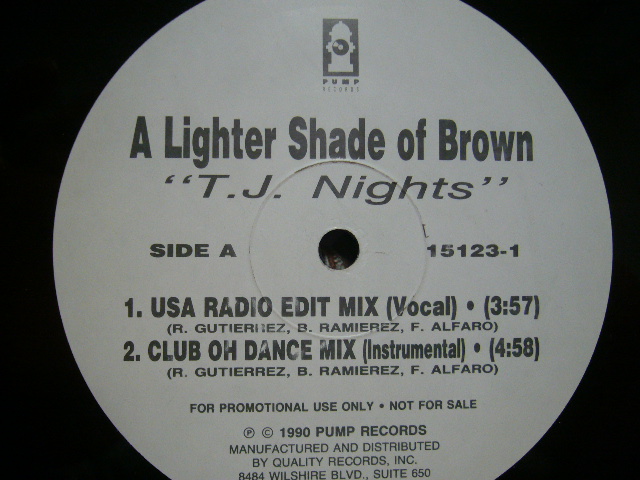 PUMP
RECORDS
A Lighter Shade of Brown
"T.J. Nights"
SIDE A
15123-1
1. USA RADIO EDIT MIX (Vocal) • (3:57)
(R. GUTIERREZ, B. RAMIEREZ, F. ALFARO)
2. CLUB OH DANCE MIX (Instrumental) • (4:58)
(R. GUTIERREZ, B. RAMIEREZ, F. ALFARO)
FOR PROMOTIONAL USE ONLY • NOT FOR SALE
℗ © 1990 PUMP RECORDS
MANUFACTURED AND DISTRIBUTED
BY QUALITY RECORDS, INC.
8484 WILSHIRE BLVD., SUITE 650